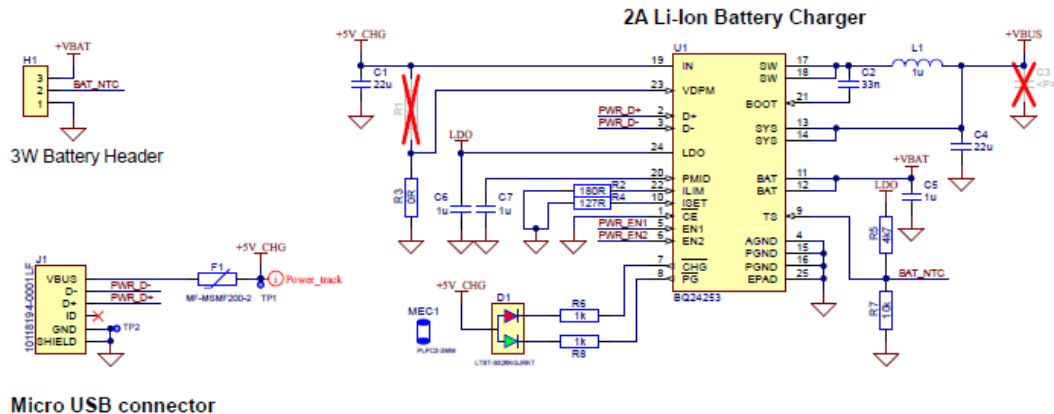 2A Li-Ion Battery Charger
+VBAT
H1
3
2
1
BAT_NTC
3W Battery Header
+5V_CHG
C1
22u
R1
R3
0R
LDO
C6
1u
C7
1u
PWR_D+
PWR_D-
R2
180R
R4
127R
PWR_EN1
PWR_EN2
U1
19 IN
23 VDPM
2 D+
3 D-
24 LDO
20 PMID
22 ILIM
10 ISET
1 CE
5 EN1
6 EN2
7 CHG
8 PG
SW 17
SW 18
BOOT 21
SYS 13
SYS 14
BAT 11
BAT 12
TS 9
AGND 4
PGND 15
PGND 16
EPAD 25
BQ24253
C2
33n
L1
1u
+VBUS
C3
<F>
C4
22u
+VBAT
C5
1u
LDO
R5
4k7
BAT_NTC
R7
10k
J1
VBUS
D-
D+
ID
GND
SHIELD
10118194-0001LF
PWR_D-
PWR_D+
TP2
F1
MF-MSMF200-2
+5V_CHG
TP1
i Power_track
MEC1
+5V_CHG
D1
R6
1k
1k
R8
Micro USB connector